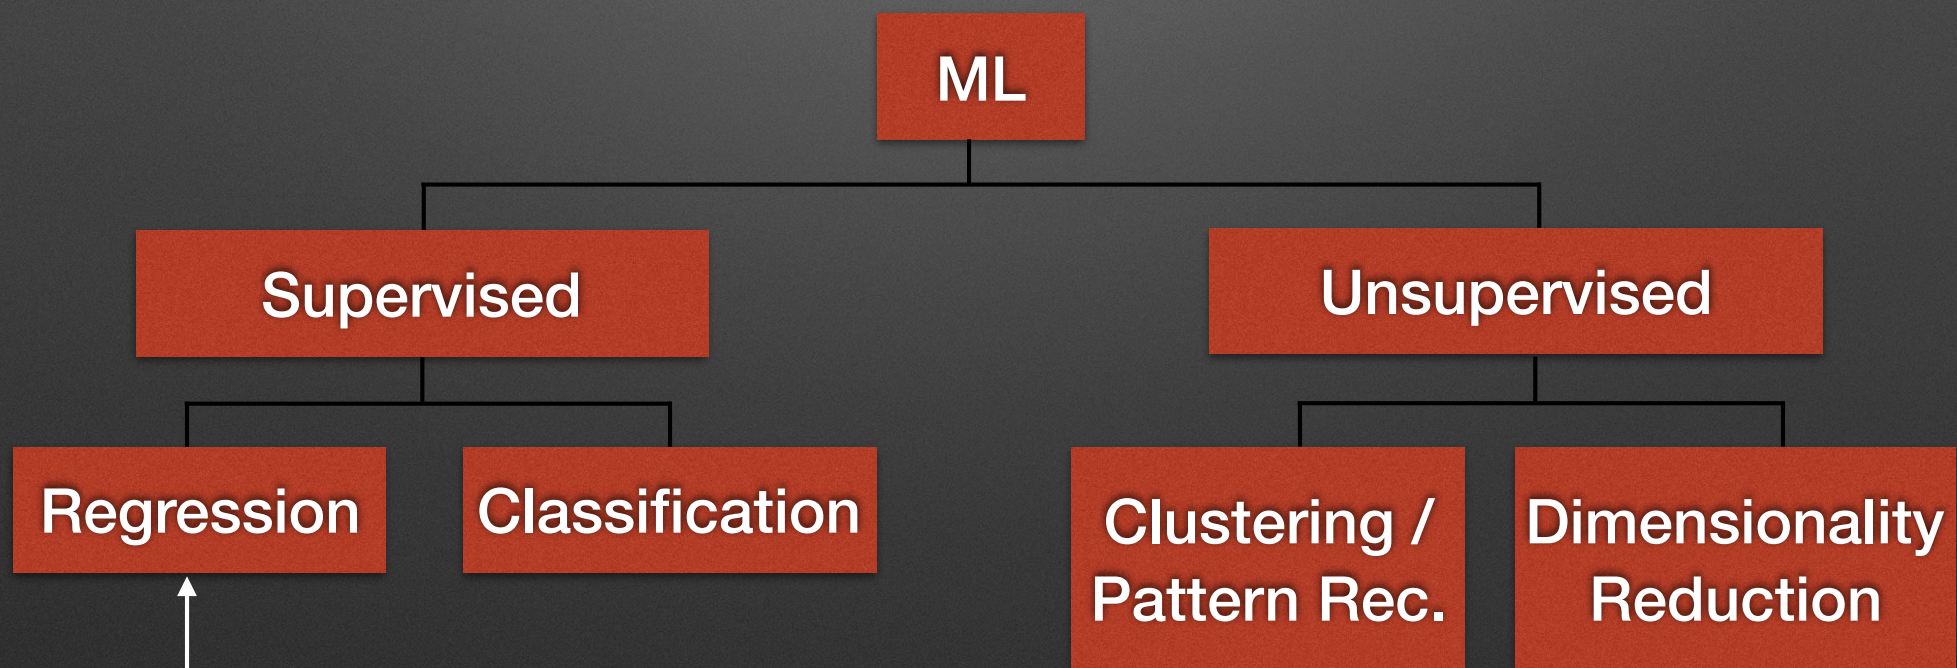 ML
Supervised
Unsupervised
Regression
Classification
Clustering /
Pattern Rec.
Dimensionality
Reduction